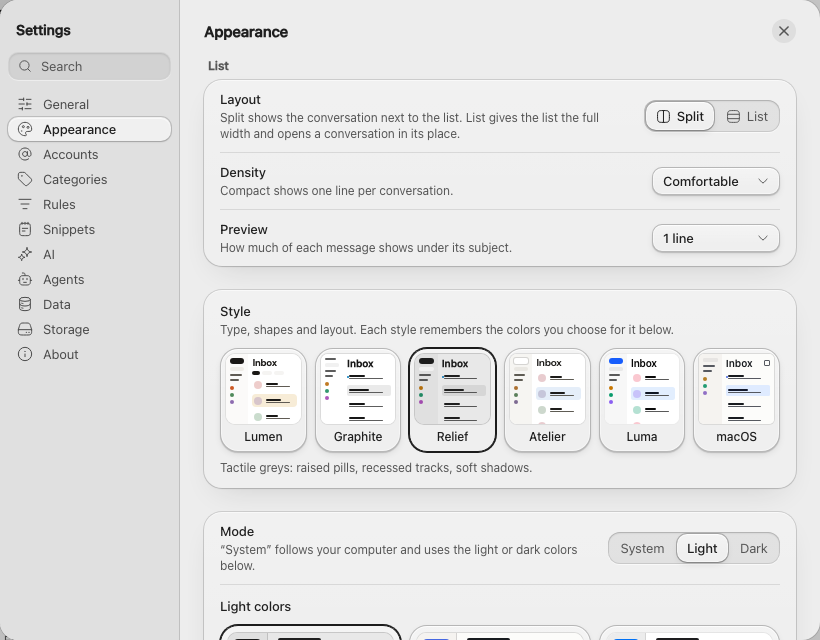 Settings
Search
General
Appearance
Accounts
Categories
Rules
Snippets
AI
Agents
Data
Storage
About
Appearance
List
Layout
Split shows the conversation next to the list. List gives the list the full
width and opens a conversation in its place.
Split
List
Density
Compact shows one line per conversation.
Comfortable
Preview
How much of each message shows under its subject.
1 line
Style
Type, shapes and layout. Each style remembers the colors you choose for it below.
Inbox
Inbox
Inbox
Inbox
Inbox
Inbox
Lumen
Graphite
Relief
Atelier
Luma
macOS
Tactile greys: raised pills, recessed tracks, soft shadows.
Mode
“System” follows your computer and uses the light or dark colors
below.
System
Light
Dark
Light colors